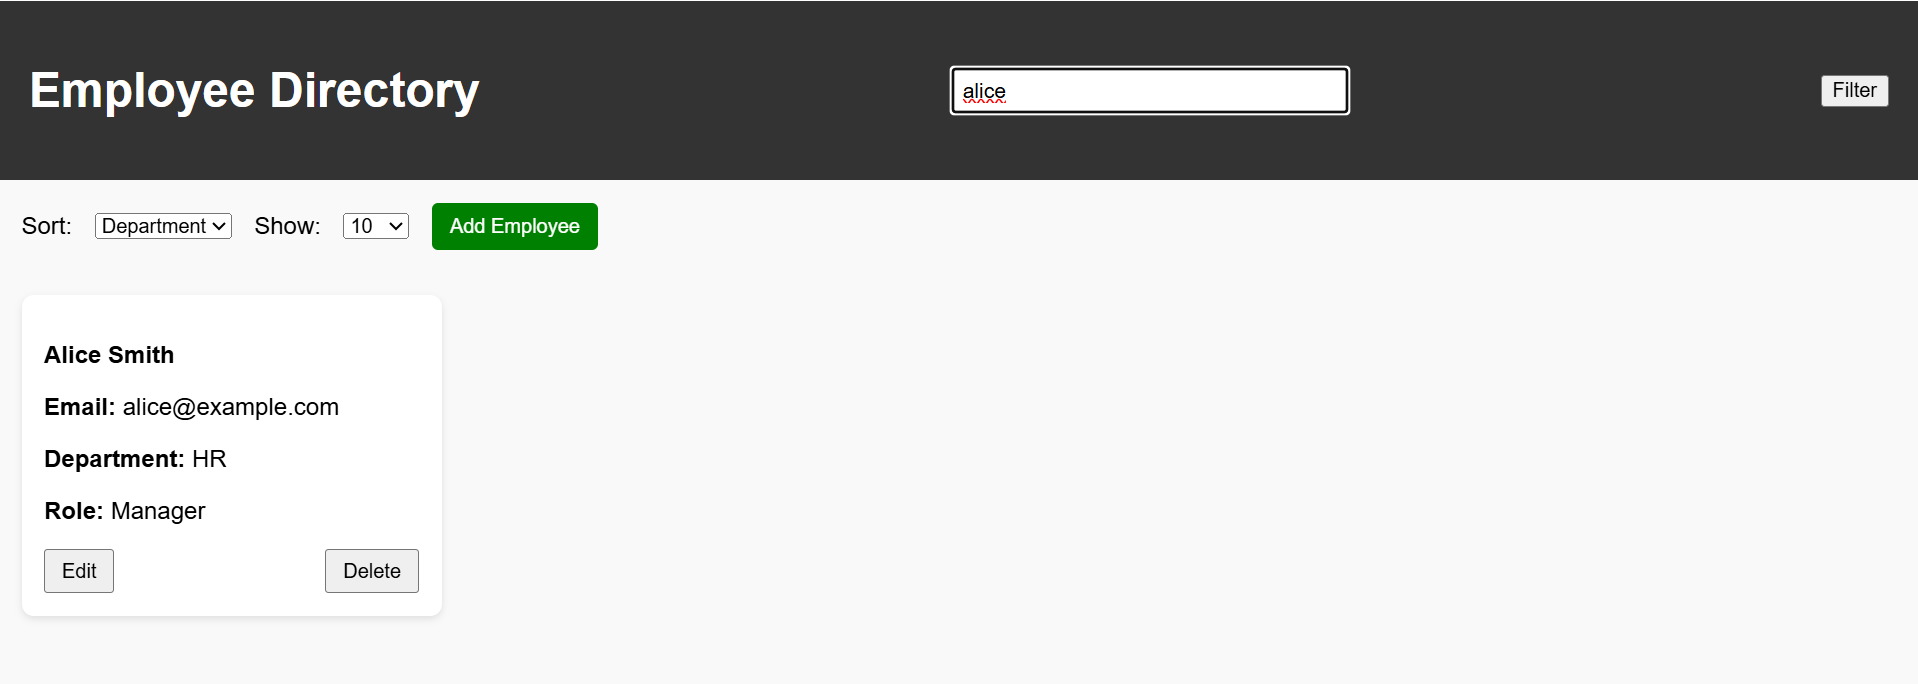 Employee Directory alice Filter
Sort: Department Show: 10 Add Employee
Alice Smith
Email: alice@example.com
Department: HR
Role: Manager
Edit Delete